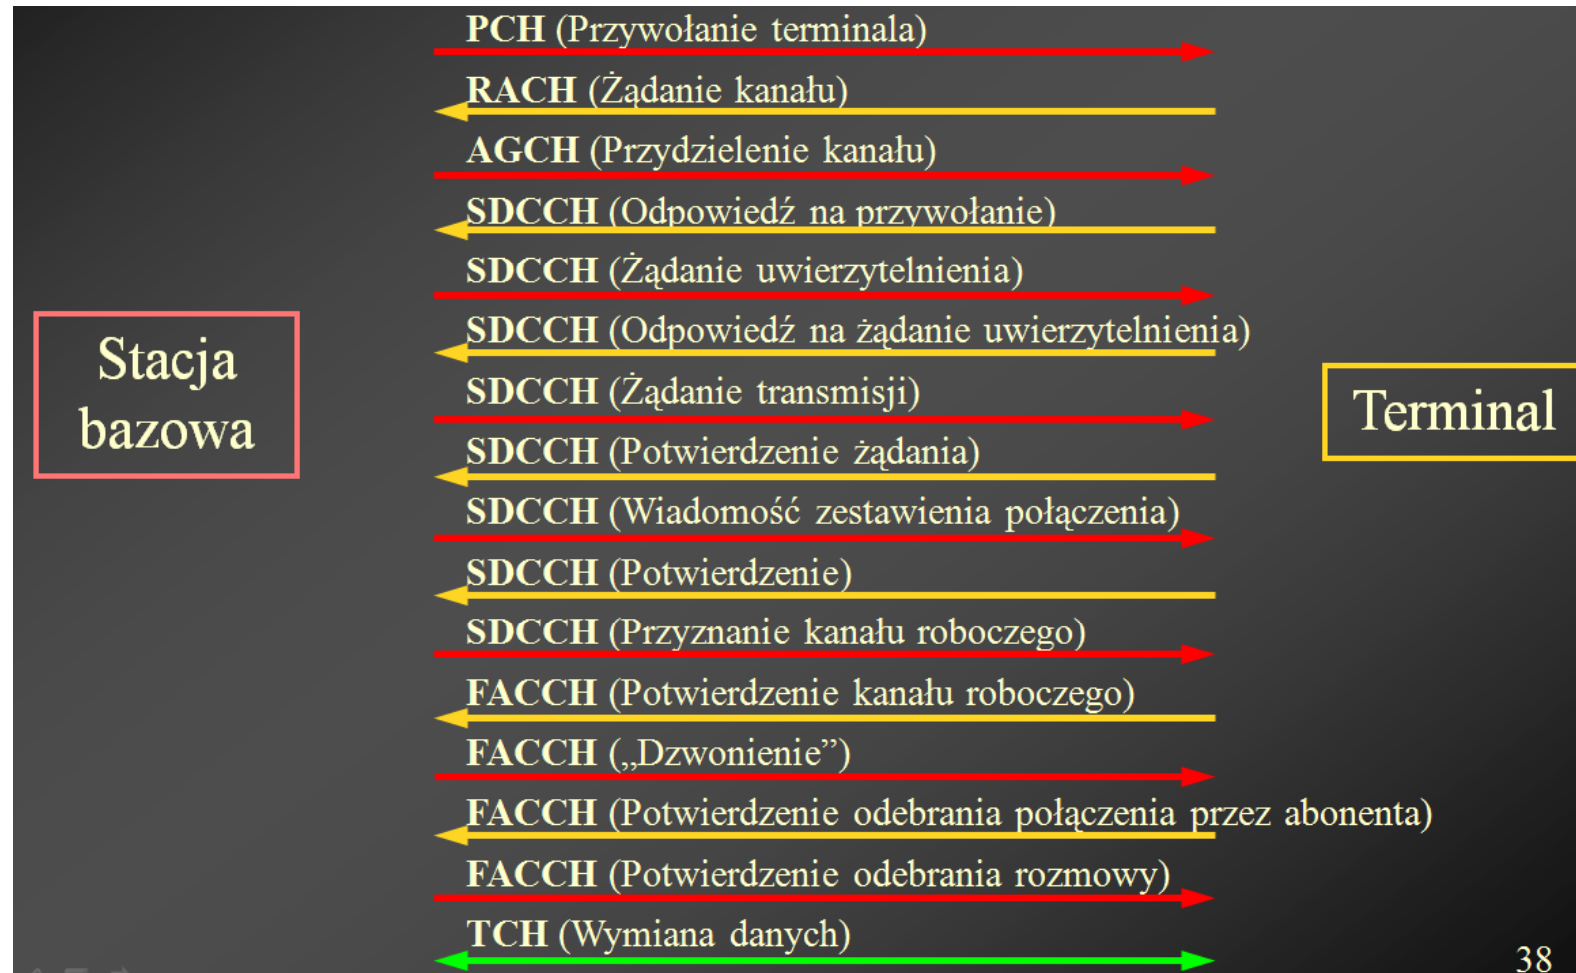 PCH (Przywołanie terminala)
RACH (Żądanie kanału)
AGCH (Przydzielenie kanału)
SDCCH (Odpowiedź na przywołanie)
SDCCH (Żądanie uwierzytelnienia)
SDCCH (Odpowiedź na żądanie uwierzytelnienia)
Stacja
bazowa
SDCCH (Żądanie transmisji)
Terminal
SDCCH (Potwierdzenie żądania)
SDCCH (Wiadomość zestawienia połączenia)
SDCCH (Potwierdzenie)
SDCCH (Przyznanie kanału roboczego)
FACCH (Potwierdzenie kanału roboczego)
FACCH („Dzwonienie”)
FACCH (Potwierdzenie odebrania połączenia przez abonenta)
FACCH (Potwierdzenie odebrania rozmowy)
TCH (Wymiana danych)
38